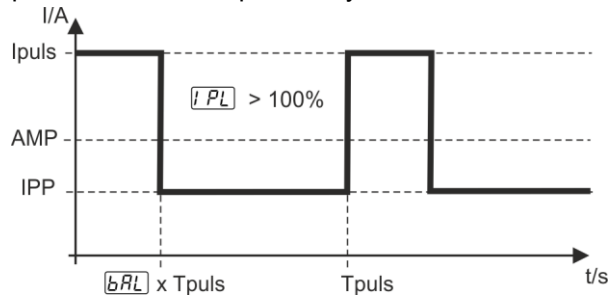 I/A
Ipuls
IPL > 100%
AMP
IPP
t/s
bAL x Tpuls
Tpuls